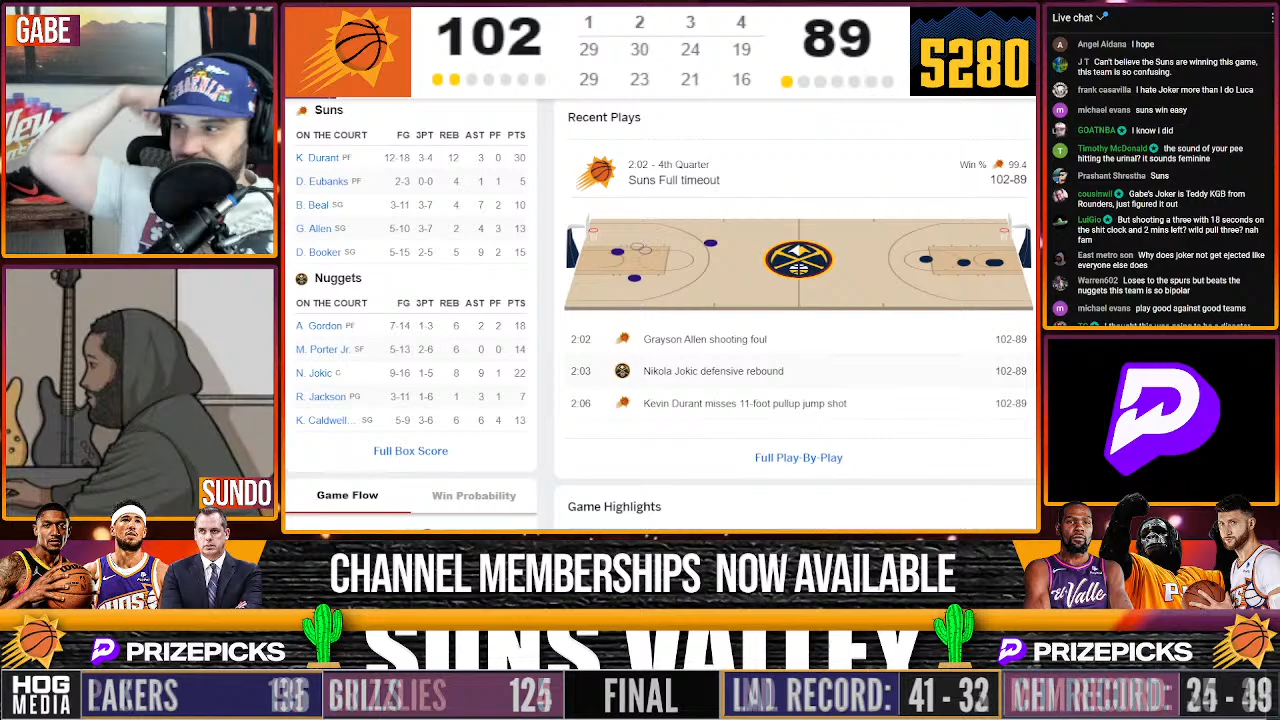 GABE
SUNDO
102
1 2 3 4
29 30 24 19
29 23 21 16
89
5280
Suns
ON THE COURT FG 3PT REB AST PF PTS
K. Durant PF 12-18 3-4 12 3 0 30
D. Eubanks PF 2-3 0-0 4 1 1 5
B. Beal SG 3-11 3-7 4 7 2 10
G. Allen SG 5-10 3-7 2 4 3 13
D. Booker SG 5-15 2-5 5 9 2 15
Nuggets
ON THE COURT FG 3PT REB AST PF PTS
A. Gordon PF 7-14 1-3 6 2 2 18
M. Porter Jr. SF 5-13 2-6 6 0 0 14
N. Jokic C 9-16 1-5 8 9 1 22
R. Jackson PG 3-11 1-6 1 3 1 7
K. Caldwell... SG 5-9 3-6 6 6 4 13
Full Box Score
Game Flow Win Probability
Recent Plays
2:02 - 4th Quarter
Suns Full timeout
Win % 99.4
102-89
2:02 Grayson Allen shooting foul 102-89
2:03 Nikola Jokic defensive rebound 102-89
2:06 Kevin Durant misses 11-foot pullup jump shot 102-89
Full Play-By-Play
Game Highlights
Live chat
A Angel Aldana I hope
J T Can't believe the Suns are winning this game,
this team is so confusing.
frank casavilla I hate Joker more than I do Luca
m michael evans suns win easy
GOATNBA I know i did
T Timothy McDonald the sound of your pee
hitting the urinal? it sounds feminine
Prashant Shrestha Suns
cousinwil Gabe's Joker is Teddy KGB from
Rounders, just figured it out
LuiGio But shooting a three with 18 seconds on
the shit clock and 2 mins left? wild pull three? nah
fam
East metro son Why does joker not get ejected like
everyone else does
Warren602 Loses to the spurs but beats the
nuggets this team is so bipolar
m michael evans play good against good teams
CHANNEL MEMBERSHIPS NOW AVAILABLE
PRIZEPICKS
SUNS VALLEY
PRIZEPICKS
HOG
MEDIA
LAKERS
125
FINAL
RECORD:
41 - 32
RECORD: